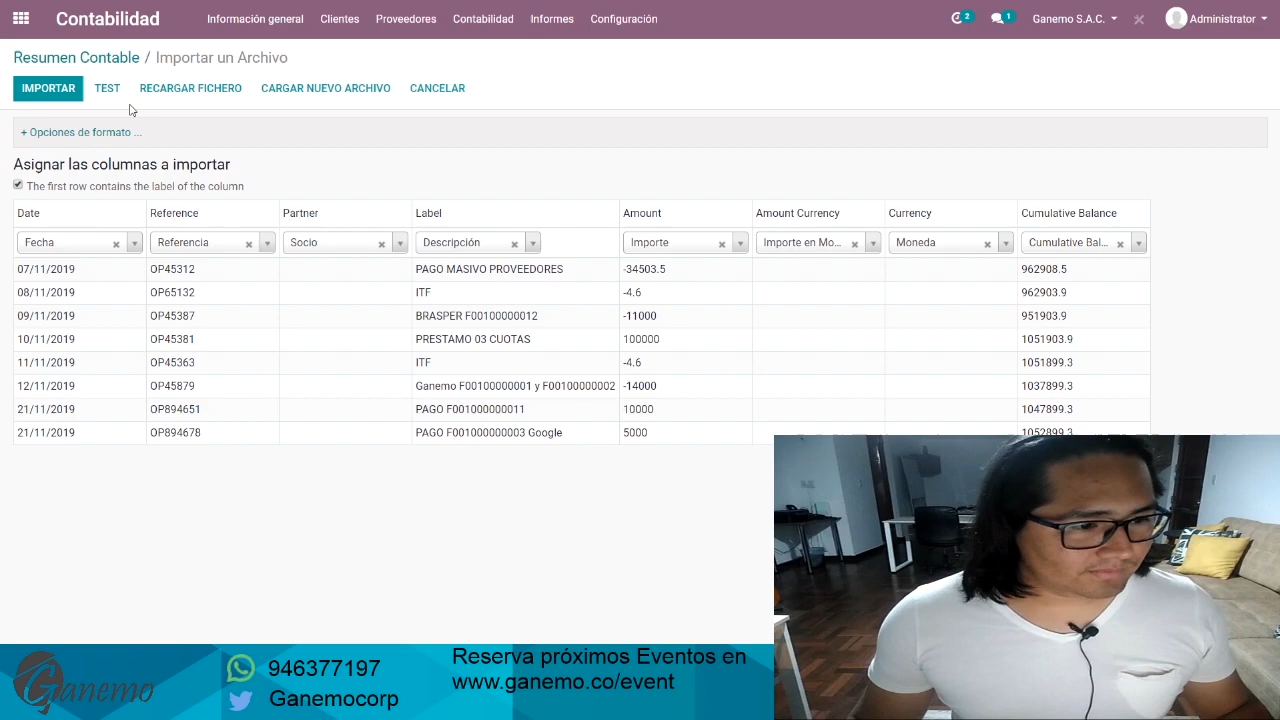 Contabilidad Información general Clientes Proveedores Contabilidad Informes Configuración 2 1 Ganemo S.A.C. Administrator
Resumen Contable / Importar un Archivo
IMPORTAR TEST RECARGAR FICHERO CARGAR NUEVO ARCHIVO CANCELAR
+ Opciones de formato ...
Asignar las columnas a importar
The first row contains the label of the column
Date Reference Partner Label Amount Amount Currency Currency Cumulative Balance
Fecha Referencia Socio Descripción Importe Importe en Mo... Moneda Cumulative Bal...
07/11/2019 OP45312 PAGO MASIVO PROVEEDORES -34503.5 962908.5
08/11/2019 OP65132 ITF -4.6 962903.9
09/11/2019 OP45387 BRASPER F00100000012 -11000 951903.9
10/11/2019 OP45381 PRESTAMO 03 CUOTAS 100000 1051903.9
11/11/2019 OP45363 ITF -4.6 1051899.3
12/11/2019 OP45879 Ganemo F00100000001 y F00100000002 -14000 1037899.3
21/11/2019 OP894651 PAGO F001000000011 10000 1047899.3
21/11/2019 OP894678 PAGO F001000000003 Google 5000 1052899.3
Ganemo
946377197
Ganemocorp
Reserva próximos Eventos en
www.ganemo.co/event